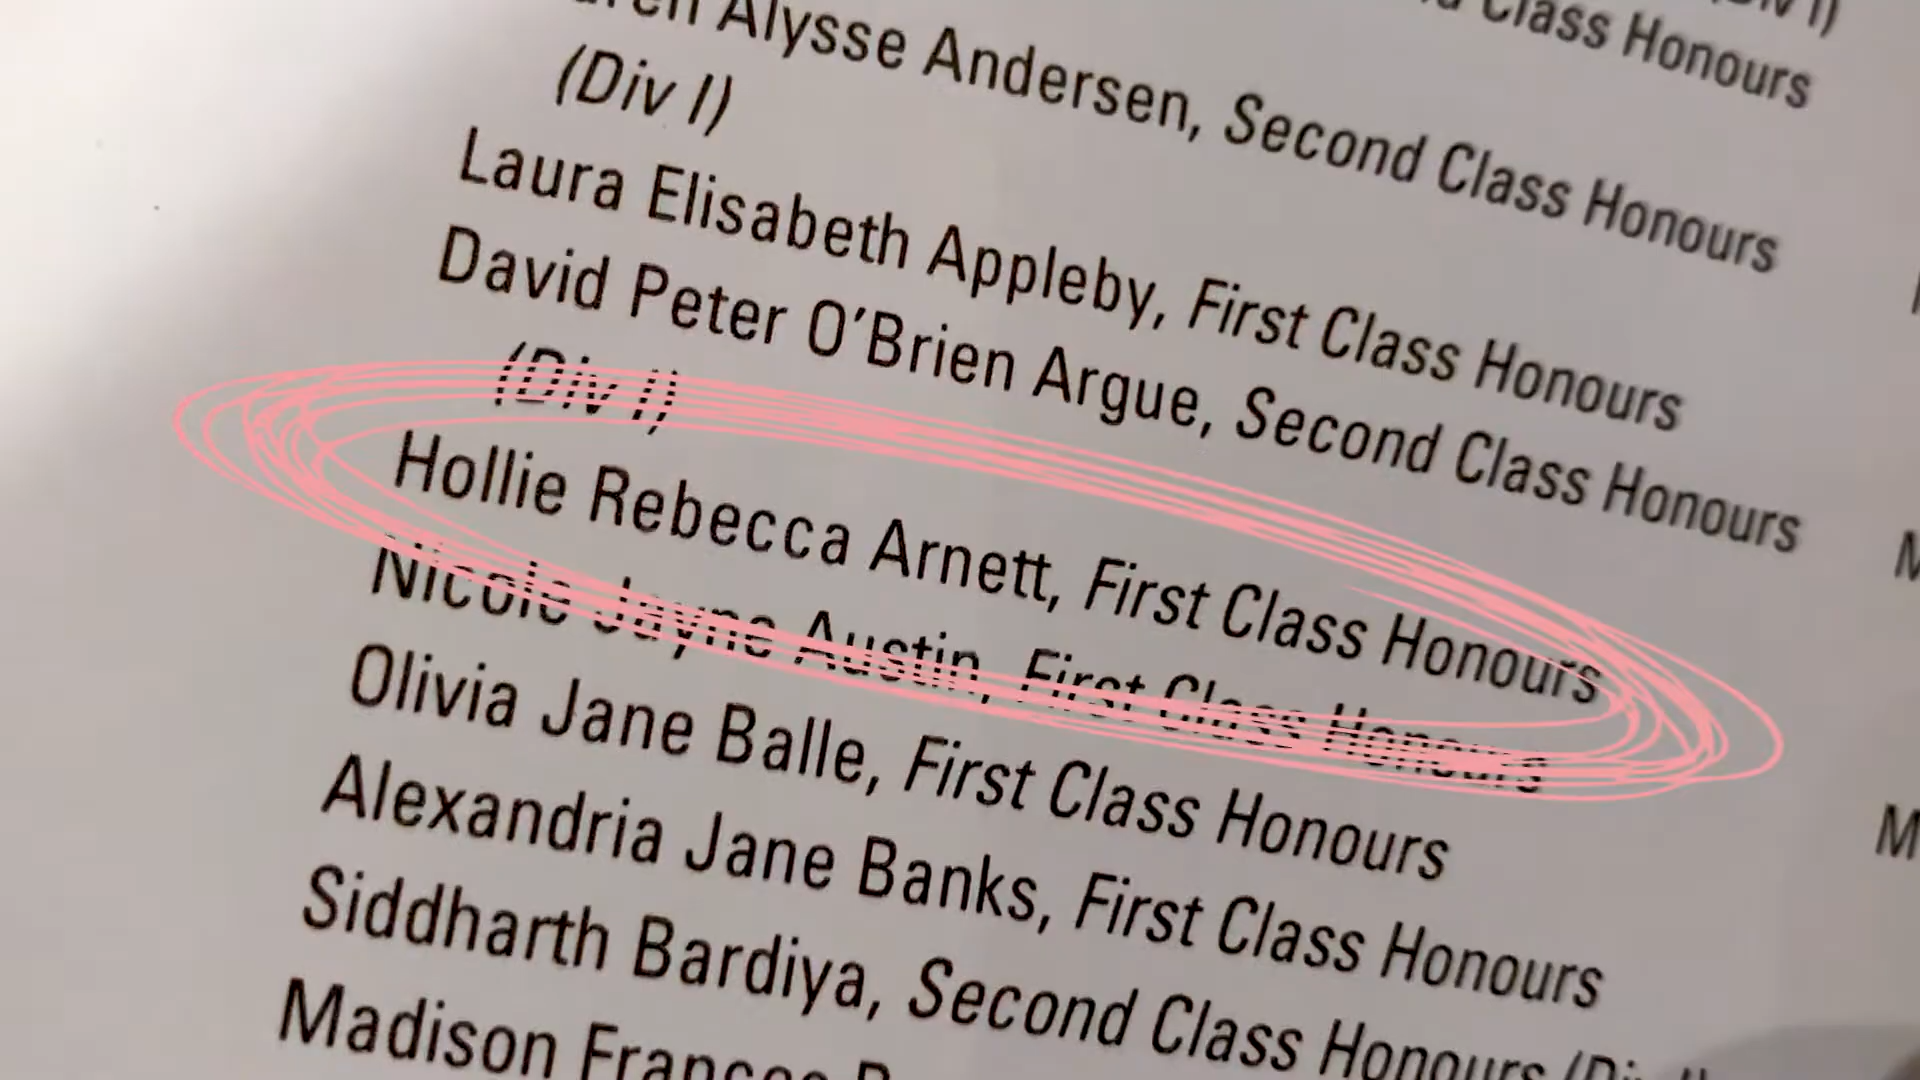 Class Honours
Alysse Andersen, Second Class Honours
(Div I)
Laura Elisabeth Appleby, First Class Honours
David Peter O'Brien Argue, Second Class Honours
(Div I)
Hollie Rebecca Arnett, First Class Honours
Nicole Jayne Austin, First Class Honours
Olivia Jane Balle, First Class Honours
Alexandria Jane Banks, First Class Honours
Siddharth Bardiya, Second Class Honours
Madison